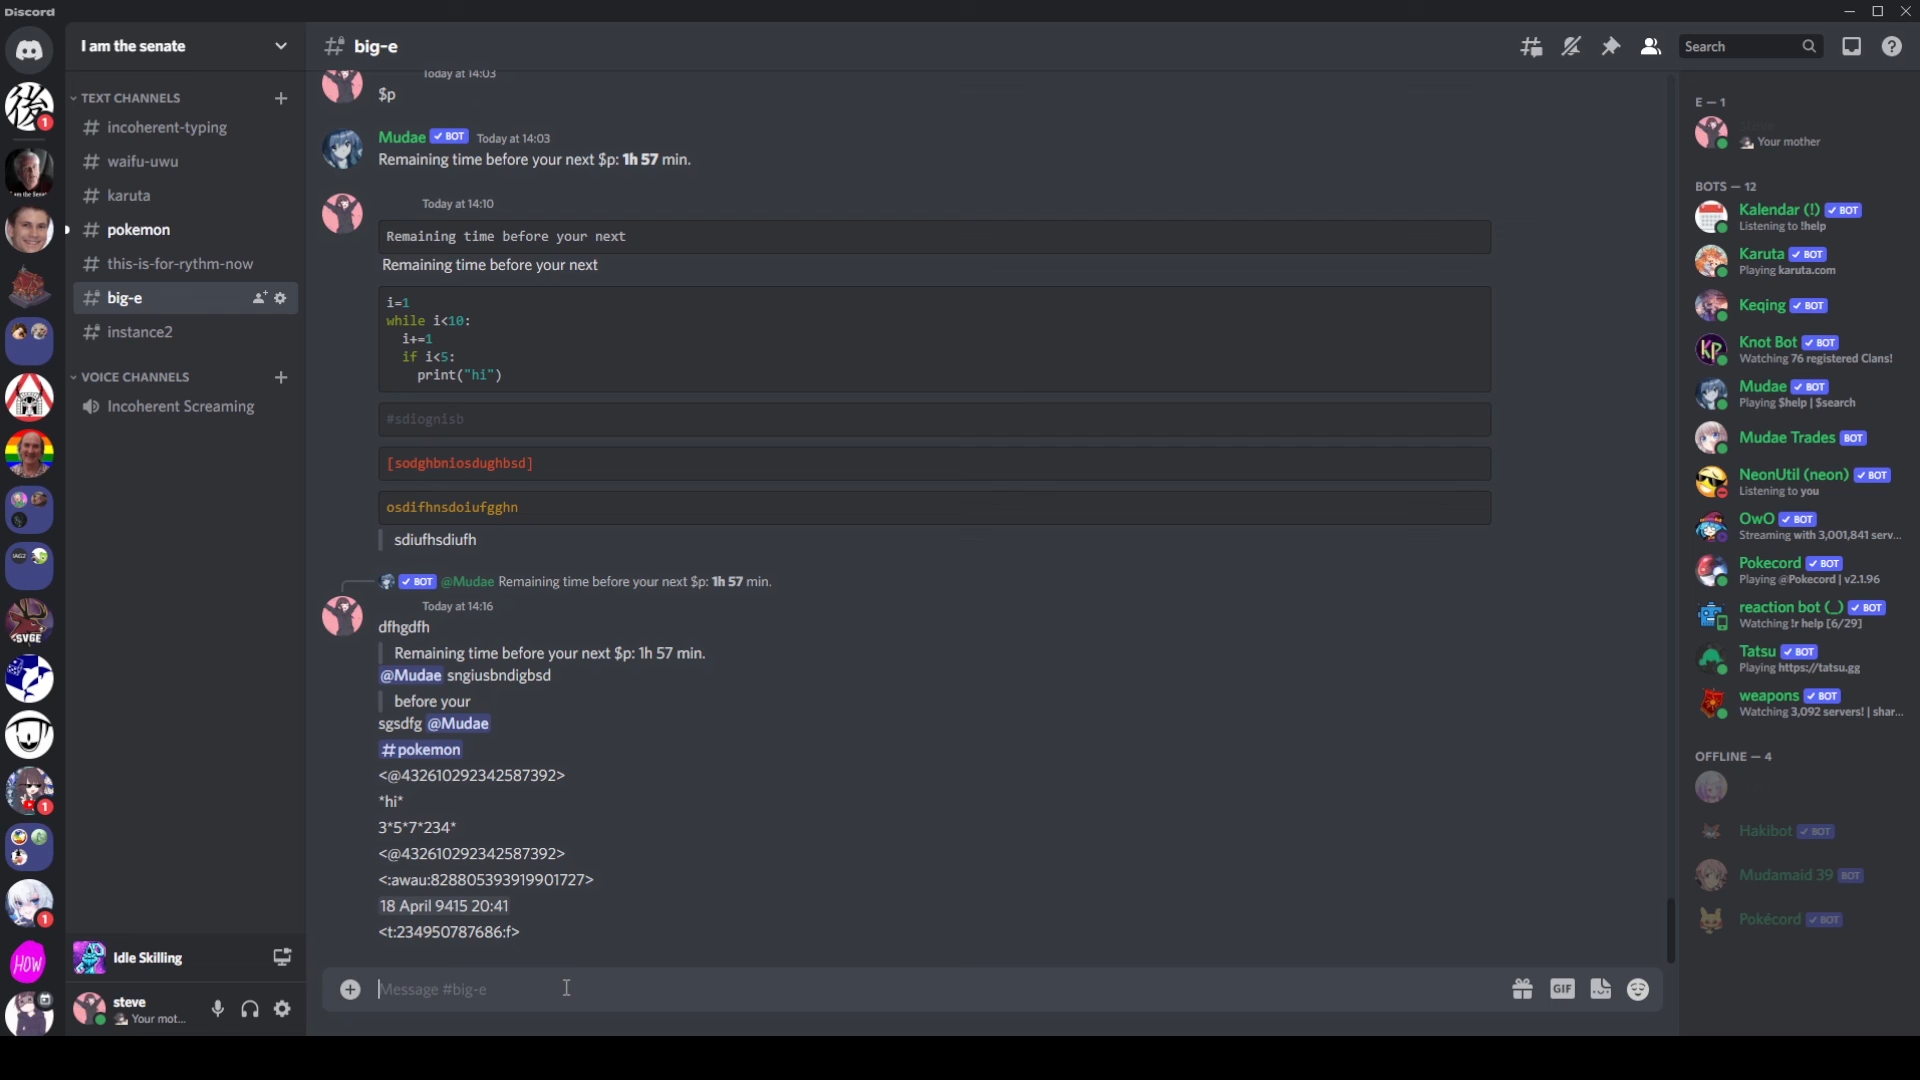 Discord
I am the senate
TEXT CHANNELS
# incoherent-typing
# waifu-uwu
# karuta
# pokemon
# this-is-for-rythm-now
# big-e
# instance2
VOICE CHANNELS
Incoherent Screaming
Idle Skilling
steve
Your mot...
# big-e
Search
Today at 14:03
$p
Mudae ✓ BOT Today at 14:03
Remaining time before your next $p: 1h 57 min.
Today at 14:10
Remaining time before your next
Remaining time before your next
i=1
while i<10:
i+=1
if i<5:
print("hi")
#sdiognisb
[sodghbniosdughbsd]
osdifhnsdoiufgghn
sdiufhsdiufh
✓ BOT @Mudae Remaining time before your next $p: 1h 57 min.
Today at 14:16
dfhgdfh
Remaining time before your next $p: 1h 57 min.
@Mudae sngiusbndigbsd
before your
sgsdfg @Mudae
#pokemon
<@432610292342587392>
*hi*
3*5*7*234*
<@432610292342587392>
<:awau:828805393919901727>
18 April 9415 20:41
<t:234950787686:f>
Message #big-e
GIF
E — 1
Your mother
BOTS — 12
Kalendar (!) ✓ BOT
Listening to !help
Karuta ✓ BOT
Playing karuta.com
Keqing ✓ BOT
Knot Bot ✓ BOT
Watching 76 registered Clans!
Mudae ✓ BOT
Playing $help | $search
Mudae Trades BOT
NeonUtil (neon) ✓ BOT
Listening to you
OwO ✓ BOT
Streaming with 3,001,841 serv...
Pokecord ✓ BOT
Playing @Pokecord | v2.1.96
reaction bot (_) ✓ BOT
Watching !r help [6/29]
Tatsu ✓ BOT
Playing https://tatsu.gg
weapons ✓ BOT
Watching 3,092 servers! | shar...
OFFLINE — 4
Hakibot ✓ BOT
Mudamaid 39 BOT
Pokécord ✓ BOT
後
1
SVGE
1
1
HOW